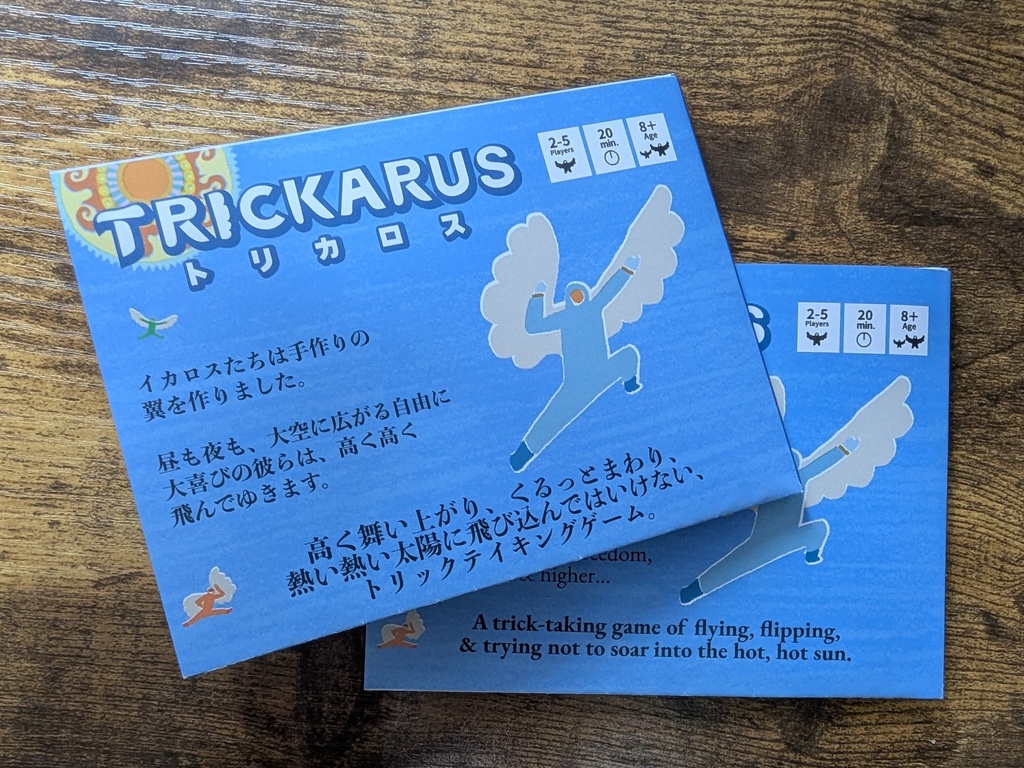 TRICKARUS
トリカロス
2-5 Players
20 min.
8+ Age
イカロスたちは手作りの
翼を作りました。
昼も夜も、大空に広がる自由に
大喜びの彼らは、高く高く
飛んでゆきます。
高く舞い上がり、くるっとまわり、
熱い熱い太陽に飛び込んではいけない、
トリックテイキングゲーム。
2-5 Players
20 min.
8+ Age
higher...
A trick-taking game of flying, flipping,
& trying not to soar into the hot, hot sun.